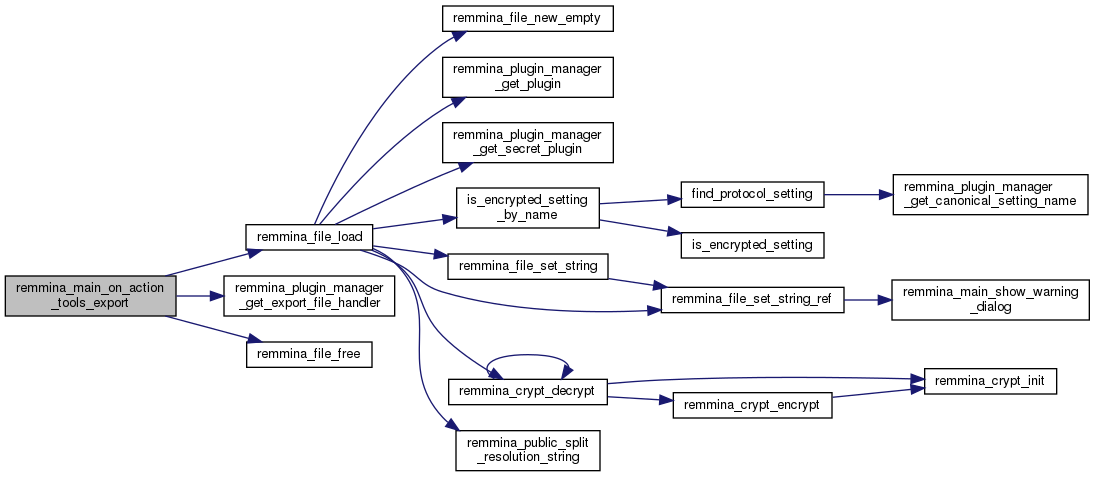 remmina_file_new_empty
remmina_plugin_manager
_get_plugin
remmina_plugin_manager
_get_secret_plugin
is_encrypted_setting
_by_name
find_protocol_setting
remmina_plugin_manager
_get_canonical_setting_name
is_encrypted_setting
remmina_file_load
remmina_file_set_string
remmina_main_on_action
_tools_export
remmina_plugin_manager
_get_export_file_handler
remmina_file_set_string_ref
remmina_main_show_warning
_dialog
remmina_file_free
remmina_crypt_decrypt
remmina_crypt_init
remmina_crypt_encrypt
remmina_public_split
_resolution_string